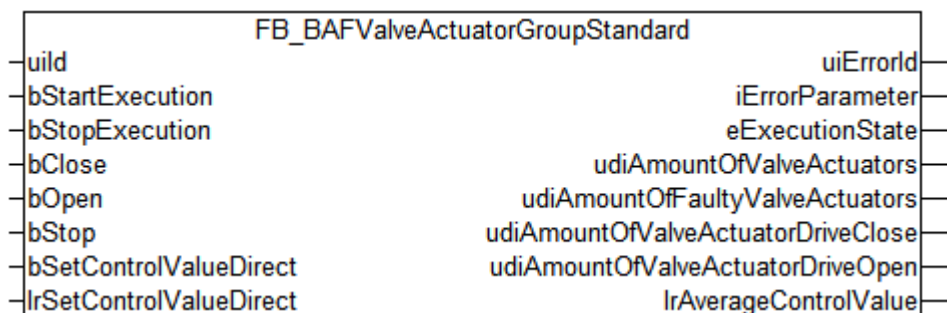 FB_BAFValveActuatorGroupStandard
uiId uiErrorId
bStartExecution iErrorParameter
bStopExecution eExecutionState
bClose udiAmountOfValveActuators
bOpen udiAmountOfFaultyValveActuators
bStop udiAmountOfValveActuatorDriveClose
bSetControlValueDirect udiAmountOfValveActuatorDriveOpen
lrSetControlValueDirect lrAverageControlValue